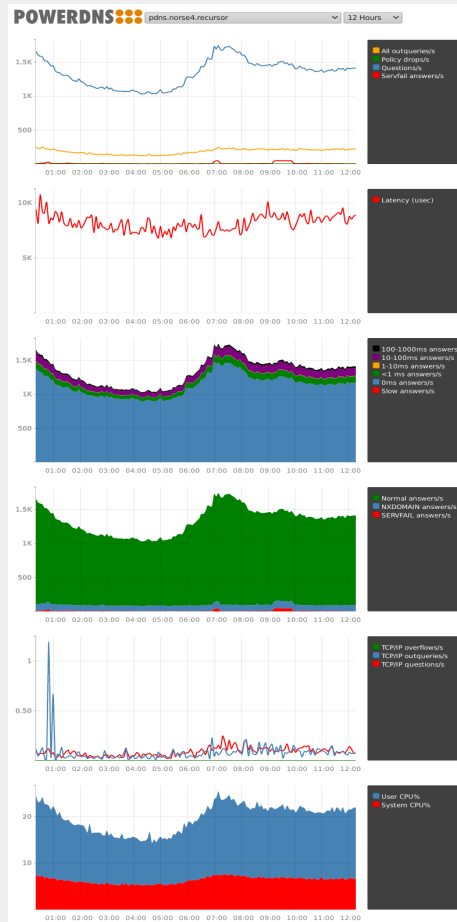 POWERDNS pdns.norse4.recursor 12 Hours
All outqueries/s
Policy drops/s
Questions/s
Servfail answers/s
1.5K
1K
500
01:00 02:00 03:00 04:00 05:00 06:00 07:00 08:00 09:00 10:00 11:00 12:00
Latency (usec)
10K
5K
01:00 02:00 03:00 04:00 05:00 06:00 07:00 08:00 09:00 10:00 11:00 12:00
100-1000ms answers/s
10-100ms answers/s
1-10ms answers/s
<1 ms answers/s
0ms answers/s
Slow answers/s
1.5K
1K
500
01:00 02:00 03:00 04:00 05:00 06:00 07:00 08:00 09:00 10:00 11:00 12:00
Normal answers/s
NXDOMAIN answers/s
SERVFAIL answers/s
1.5K
1K
500
01:00 02:00 03:00 04:00 05:00 06:00 07:00 08:00 09:00 10:00 11:00 12:00
TCP/IP overflows/s
TCP/IP outqueries/s
TCP/IP questions/s
1
0.50
01:00 02:00 03:00 04:00 05:00 06:00 07:00 08:00 09:00 10:00 11:00 12:00
User CPU%
System CPU%
20
10
01:00 02:00 03:00 04:00 05:00 06:00 07:00 08:00 09:00 10:00 11:00 12:00